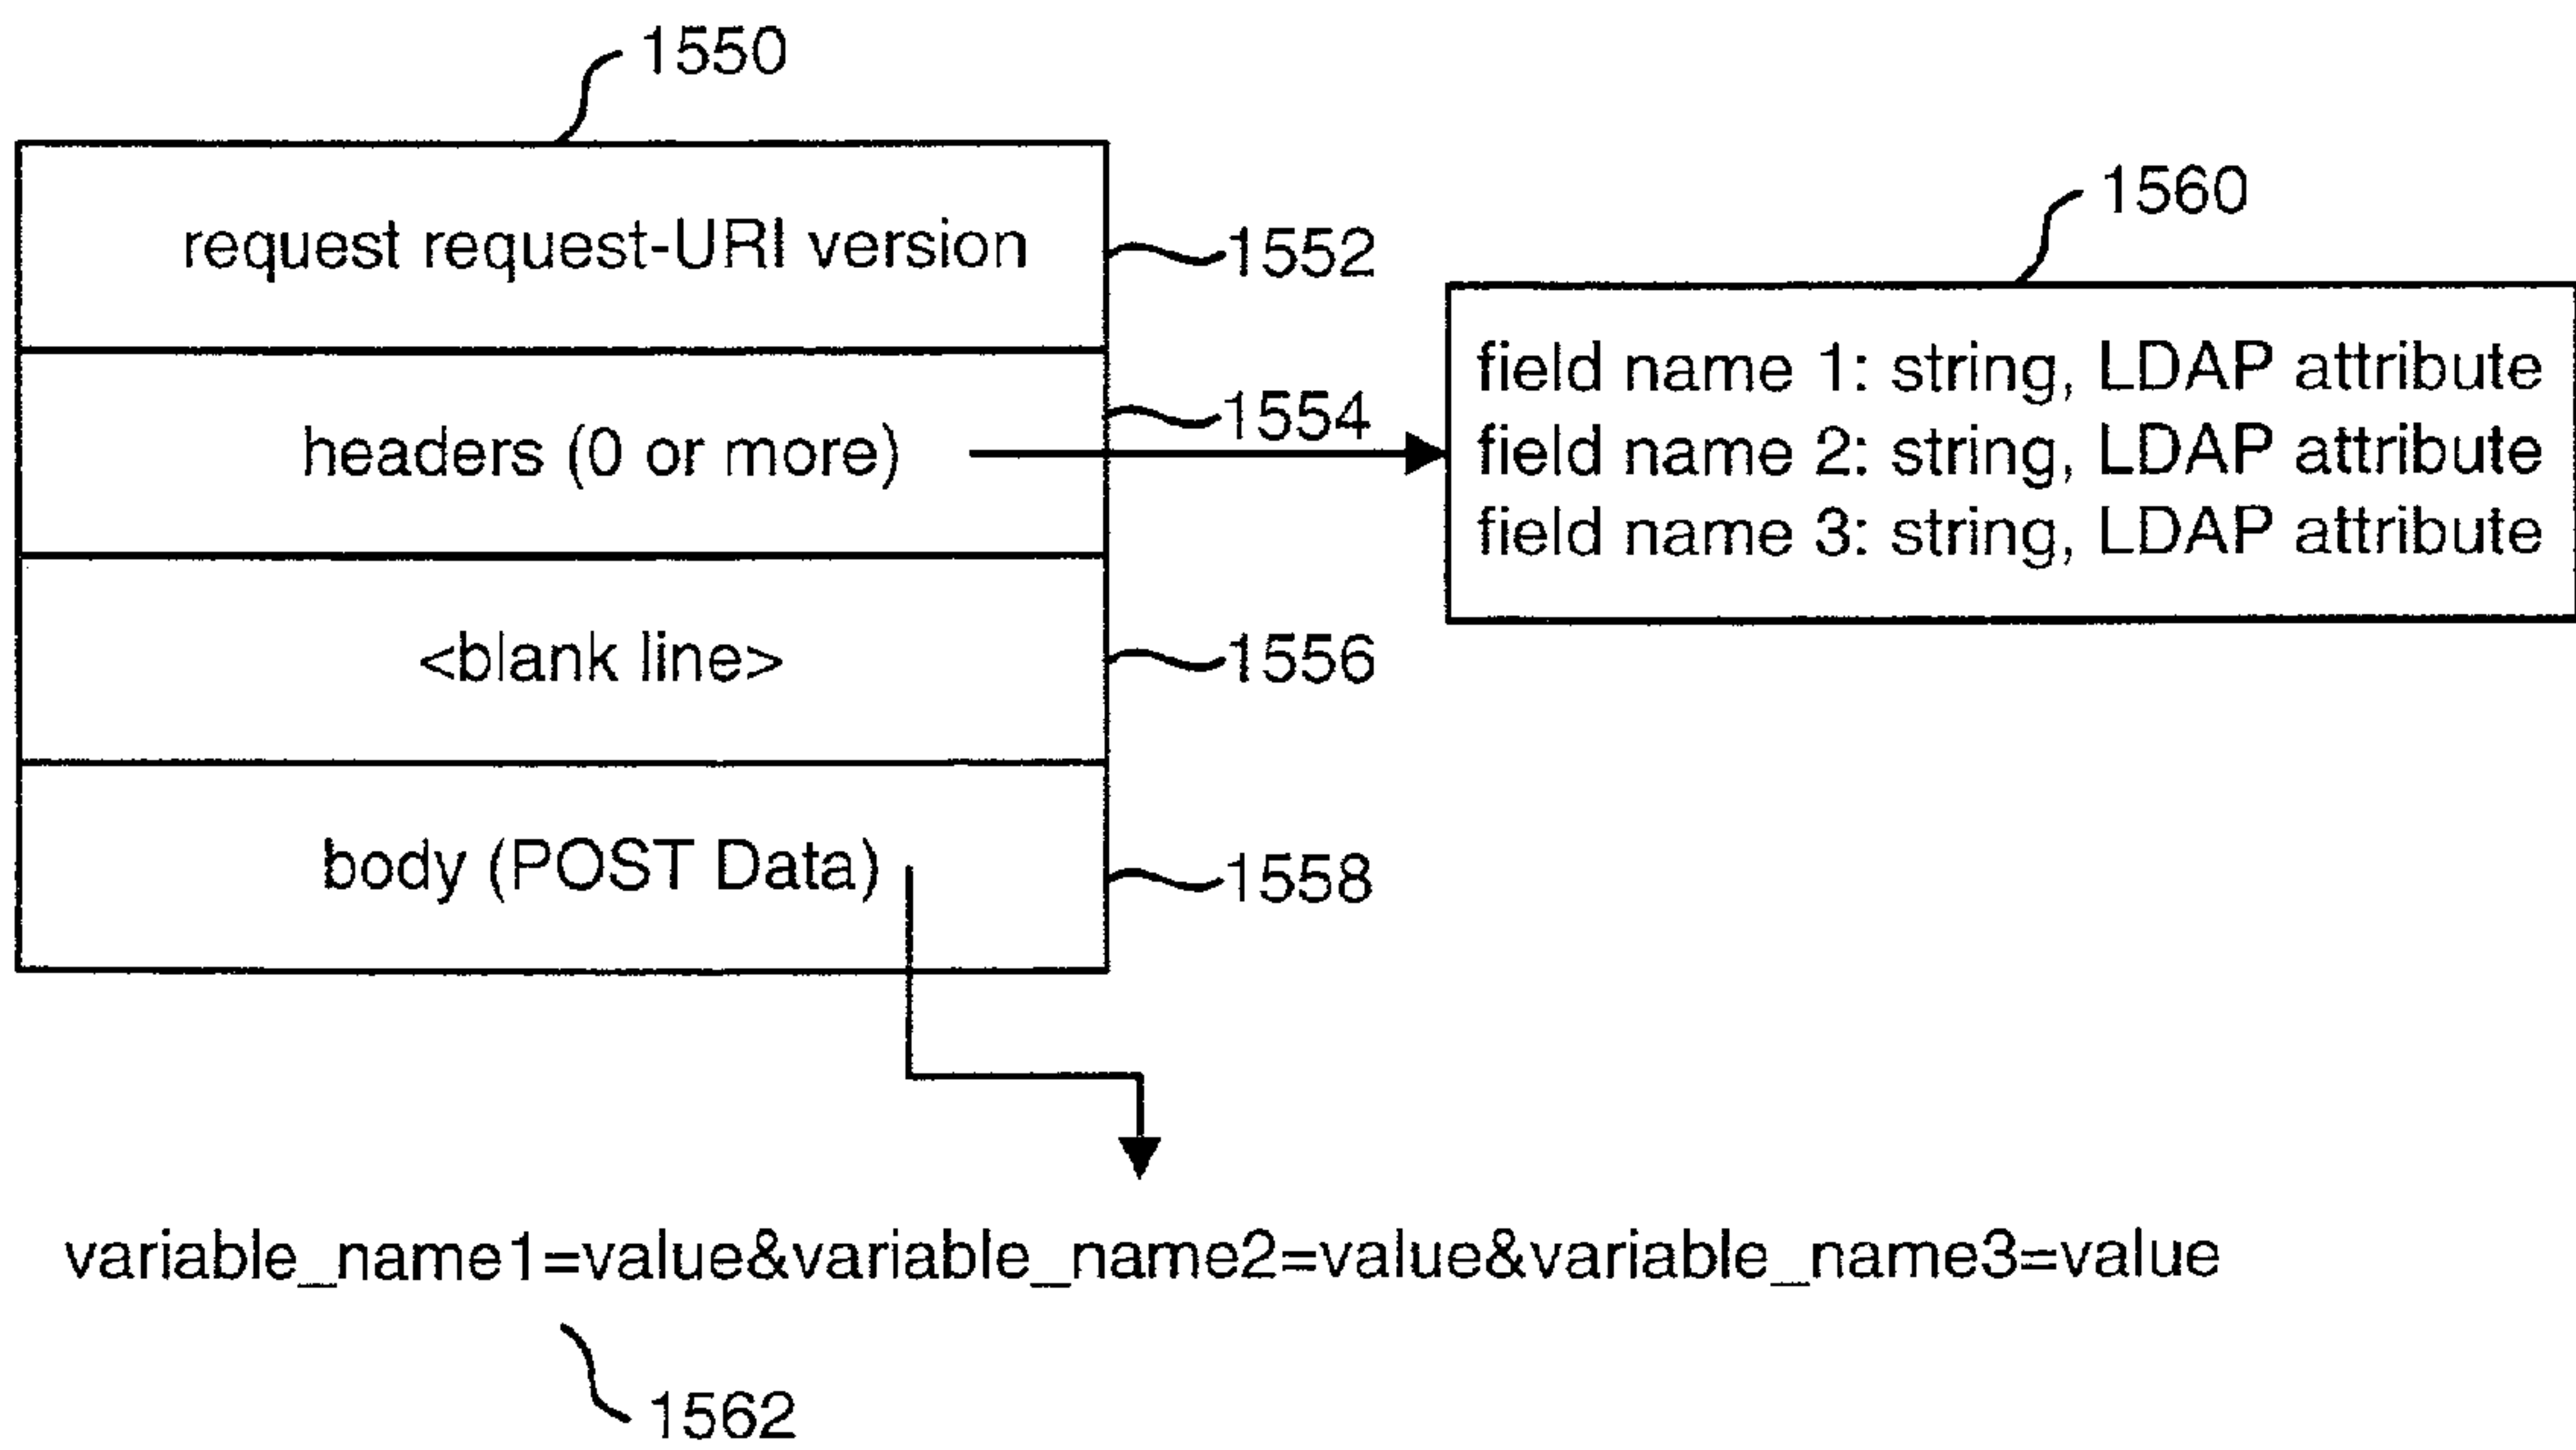 1550
1560
request request-URI version
1552
field name 1: string, LDAP attribute
1554
headers (0 or more)
field name 2: string, LDAP attribute
field name 3: string, LDAP attribute
<blank line>
1556
body (POST Data)
1558
variable_name1=value&variable_name2=value&variable_name3=value
1562